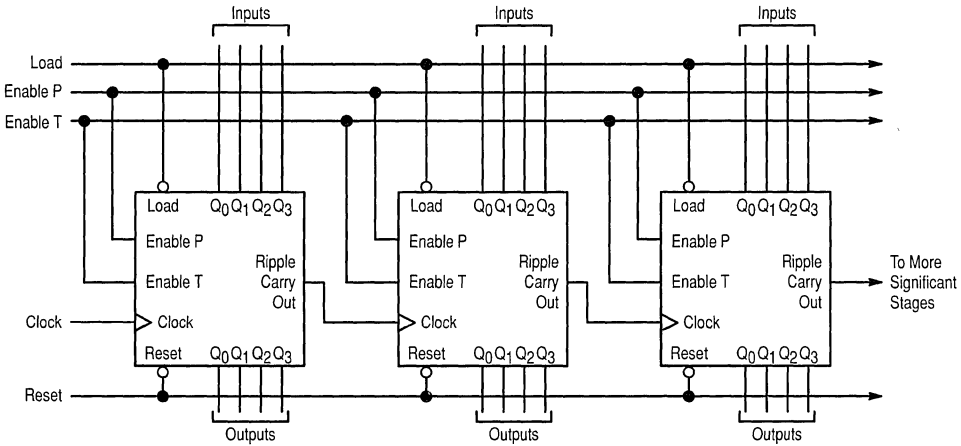 Inputs Inputs Inputs
Load
Enable P
Enable T
Load Q0 Q1 Q2 Q3 Load Q0 Q1 Q2 Q3 Load Q0 Q1 Q2 Q3
Enable P Enable P Enable P
Ripple Ripple Ripple To More
Enable T Carry Enable T Carry Enable T Carry Significant
Out Out Out Stages
Clock Clock Clock Clock
Reset Q0 Q1 Q2 Q3 Reset Q0 Q1 Q2 Q3 Reset Q0 Q1 Q2 Q3
Reset
Outputs Outputs Outputs